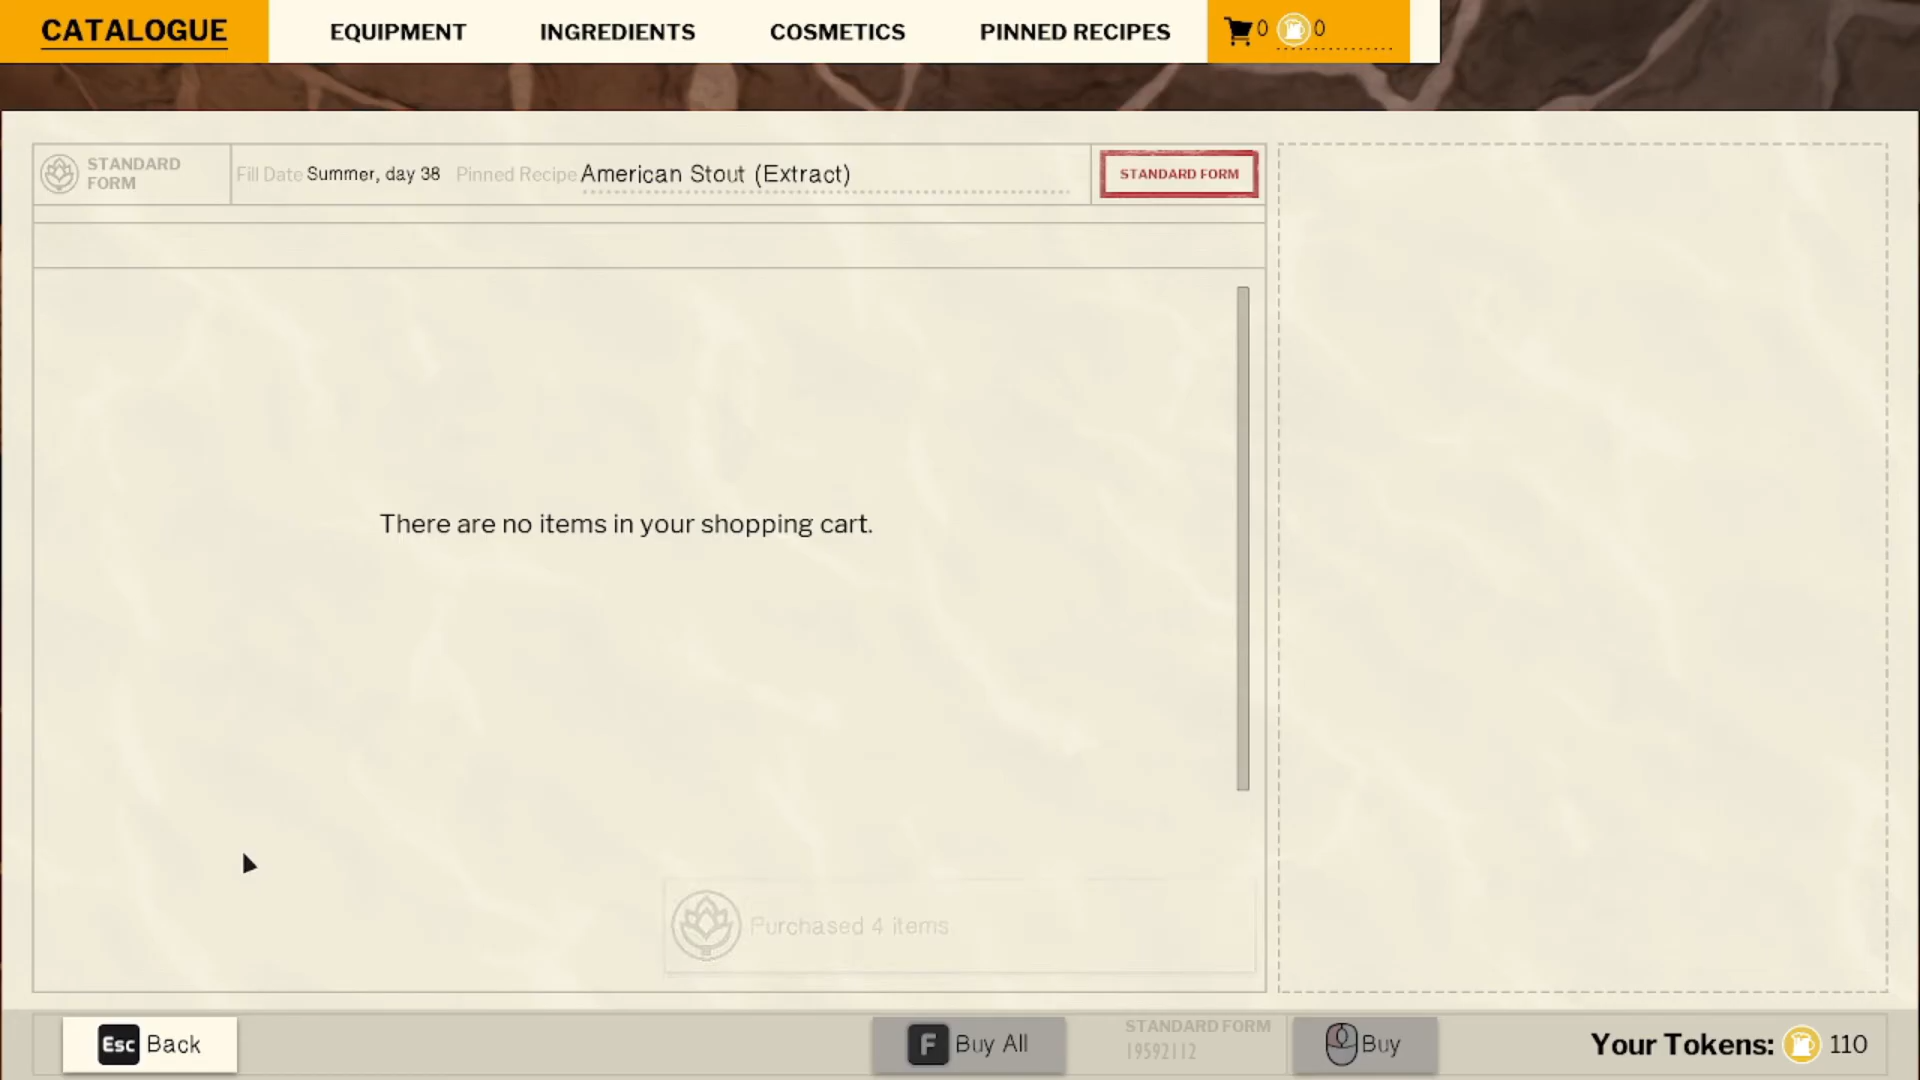 CATALOGUE
EQUIPMENT
INGREDIENTS
COSMETICS
PINNED RECIPES
0
0
STANDARD
FORM
Fill Date Summer, day 38
Pinned Recipe American Stout (Extract)
STANDARD FORM
There are no items in your shopping cart.
Purchased 4 items
Esc Back
F Buy All
STANDARD FORM
19592112
Buy
Your Tokens: 110